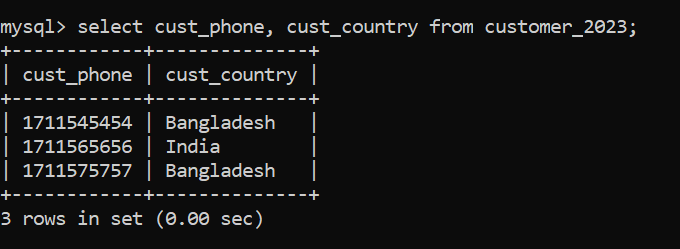 mysql> select cust_phone, cust_country from customer_2023;
+------------+--------------+
| cust_phone | cust_country |
+------------+--------------+
| 1711545454 | Bangladesh   |
| 1711565656 | India        |
| 1711575757 | Bangladesh   |
+------------+--------------+
3 rows in set (0.00 sec)